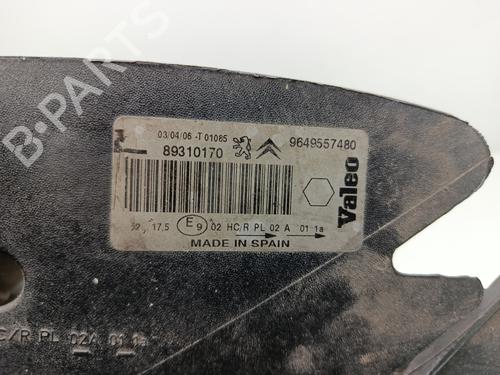 03/04/06 -T 01085
89310170
9649557480
Valeo
17.5 E 9 02 HC/R PL 02 A 01 1a
MADE IN SPAIN
C/R PL 02A 01 1a
B-PARTS